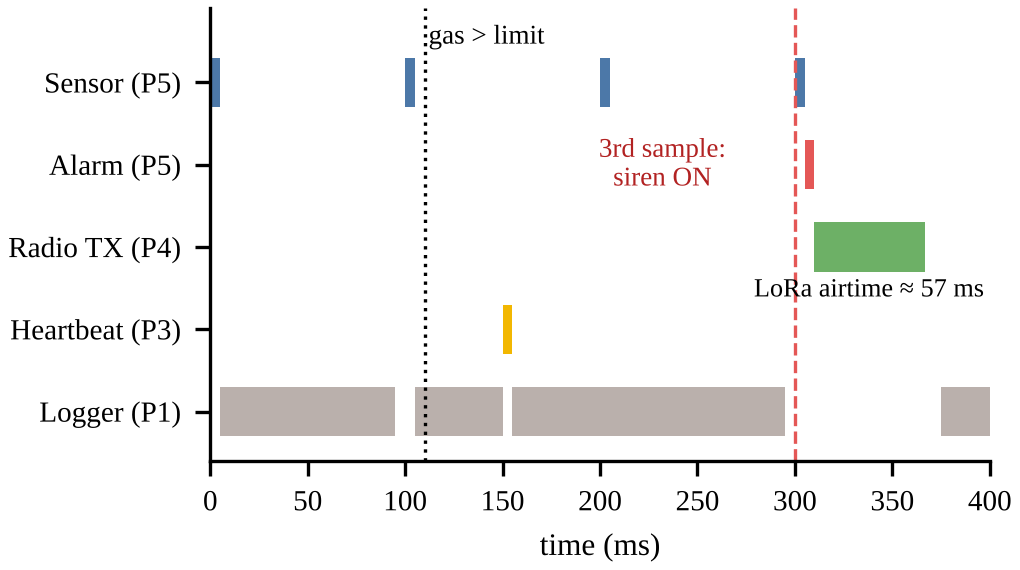 gas > limit
Sensor (P5)
Alarm (P5)
3rd sample:
siren ON
Radio TX (P4)
LoRa airtime ≈ 57 ms
Heartbeat (P3)
Logger (P1)
0 50 100 150 200 250 300 350 400
time (ms)